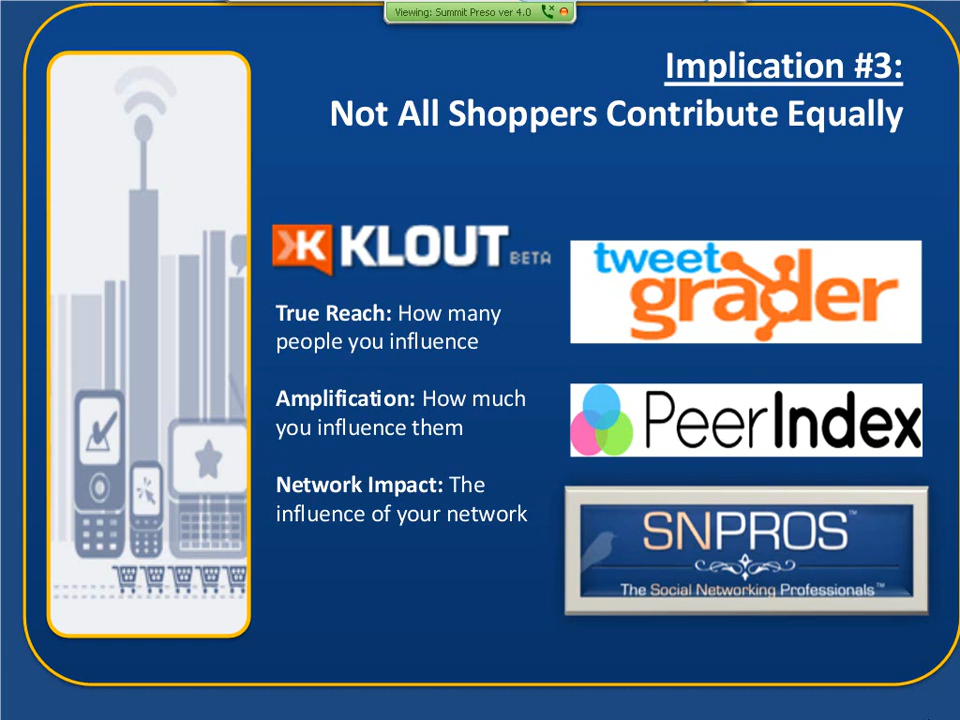 Viewing: Summit Preso ver 4.0
Implication #3:
Not All Shoppers Contribute Equally
KLOUT BETA
True Reach: How many
people you influence
Amplification: How much
you influence them
Network Impact: The
influence of your network
tweet
grader
PeerIndex
SNPROS™
The Social Networking Professionals™